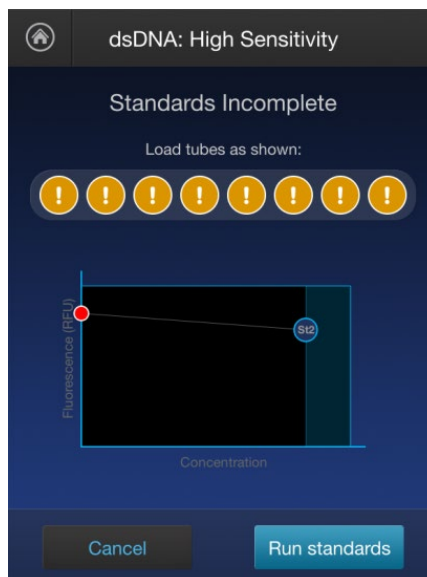 dsDNA: High Sensitivity
Standards Incomplete
Load tubes as shown:
! ! ! ! ! ! ! !
Fluorescence (RFU)
St2
Concentration
Cancel
Run standards